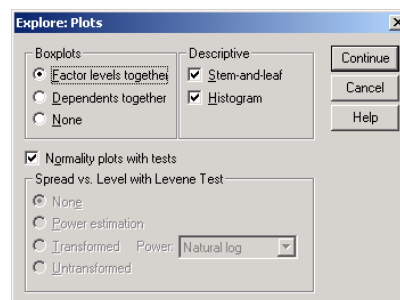 Explore: Plots
Boxplots
Factor levels together
Dependents together
None
Descriptive
Stem-and-leaf
Histogram
Continue
Cancel
Help
Normality plots with tests
Spread vs. Level with Levene Test
None
Power estimation
Transformed Power: Natural log
Untransformed